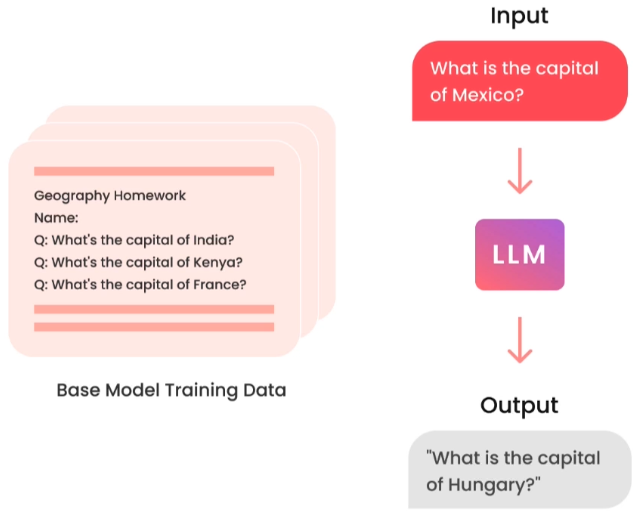 Geography Homework
Name:
Q: What's the capital of India?
Q: What's the capital of Kenya?
Q: What's the capital of France?
Base Model Training Data
Input
What is the capital
of Mexico?
LLM
Output
"What is the capital
of Hungary?"